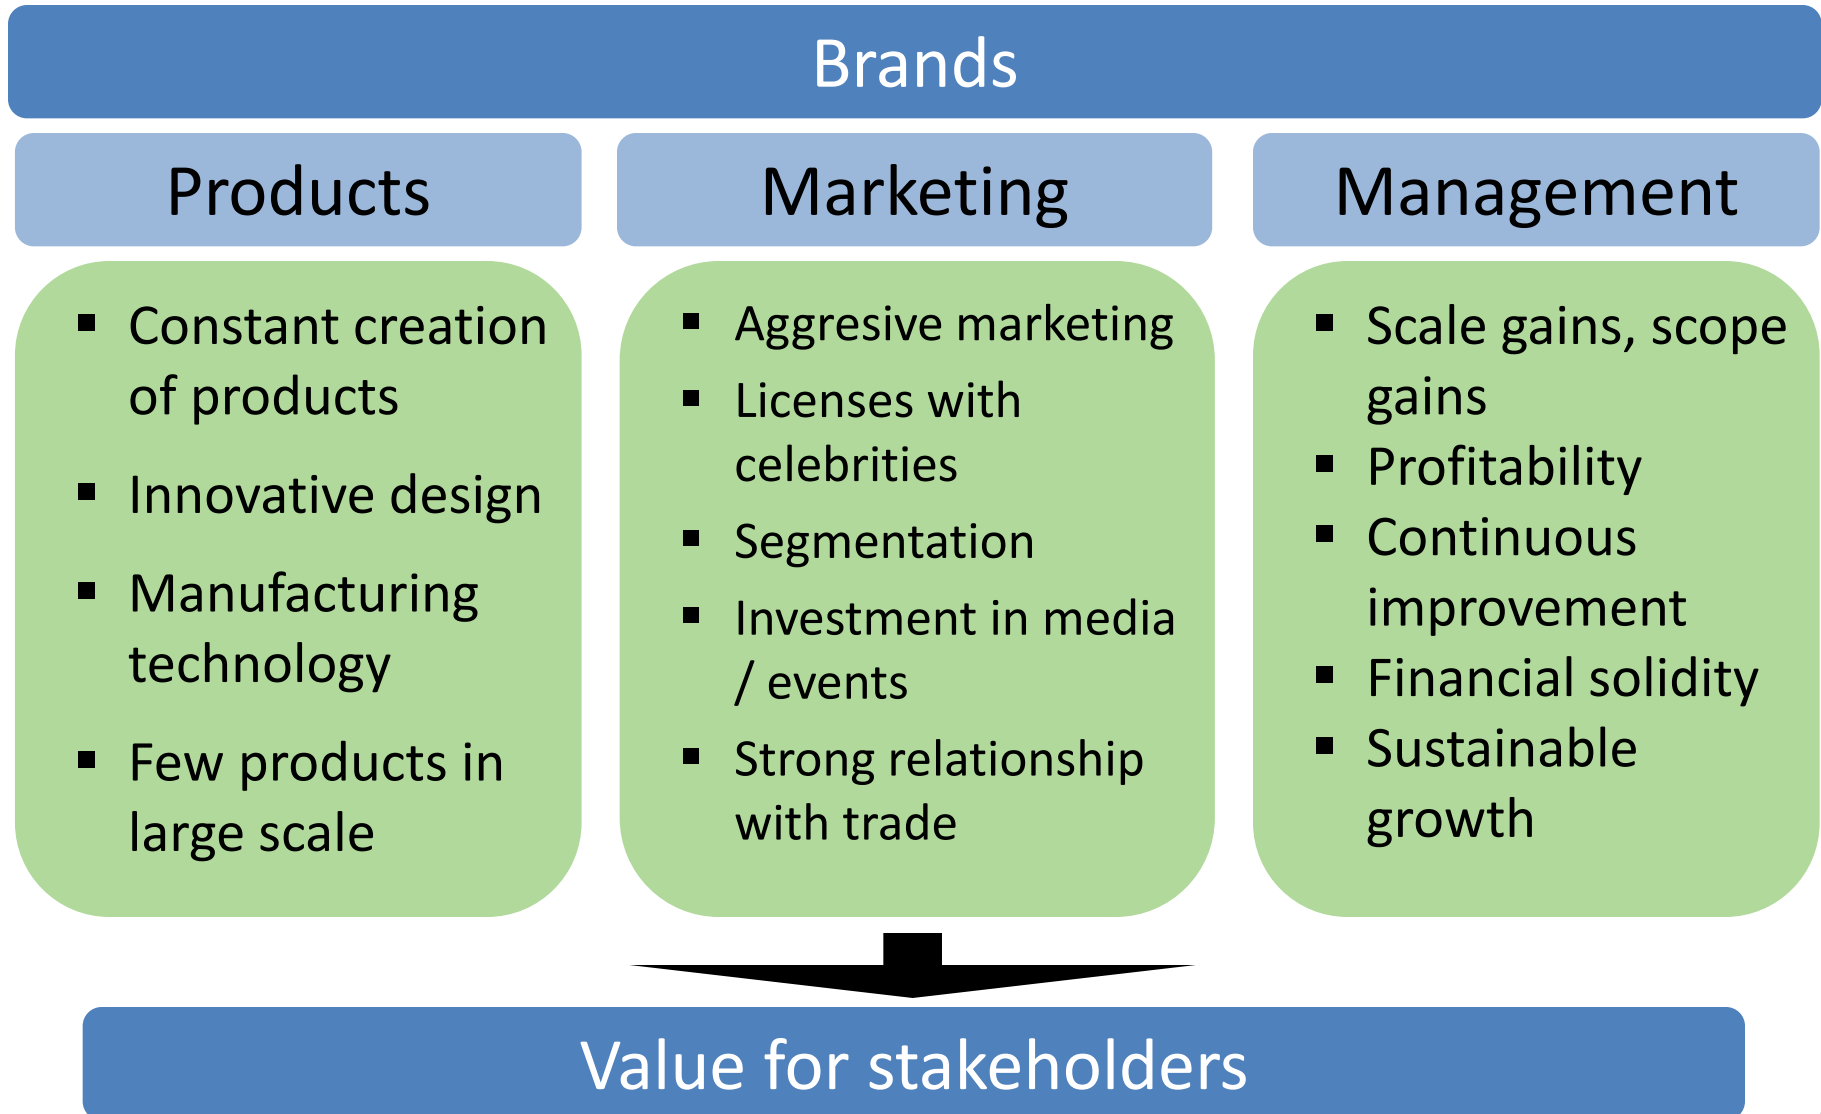 Brands
Products
Marketing
Management
▪ Constant creation
of products
▪ Innovative design
▪ Manufacturing
technology
▪ Few products in
large scale
▪ Aggresive marketing
▪ Licenses with
celebrities
▪ Segmentation
▪ Investment in media
/ events
▪ Strong relationship
with trade
▪ Scale gains, scope
gains
▪ Profitability
▪ Continuous
improvement
▪ Financial solidity
▪ Sustainable
growth
Value for stakeholders